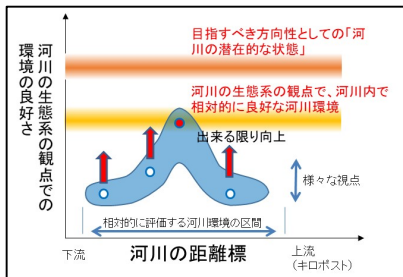 目指すべき方向性としての「河
川の潜在的な状態」
河川の生態系の観点で、河川内で
相対的に良好な河川環境
出来る限り向上
河川の生態系の観点での
環境の良好さ
様々な視点
相対的に評価する河川環境の区間
下流
河川の距離標
上流
(キロポスト)